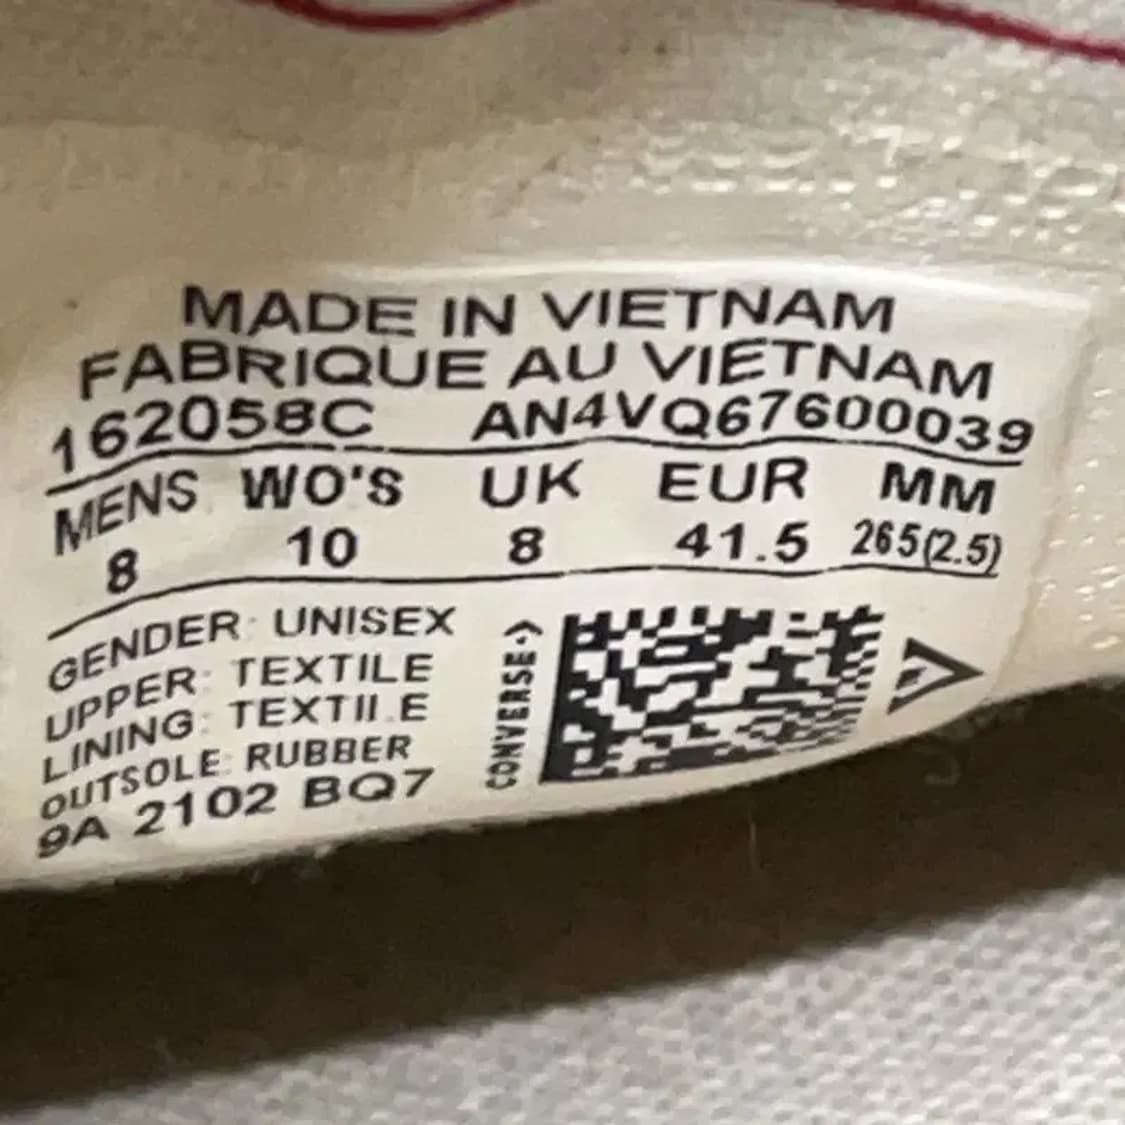 MADE IN VIETNAM
FABRIQUE AU VIETNAM
162058C AN4VQ67600039
MENS WO'S UK EUR MM
8 10 8 41.5 265(2.5)
GENDER: UNISEX
UPPER: TEXTILE
LINING: TEXTILE
OUTSOLE: RUBBER
9A 2102 BQ7
CONVERSE